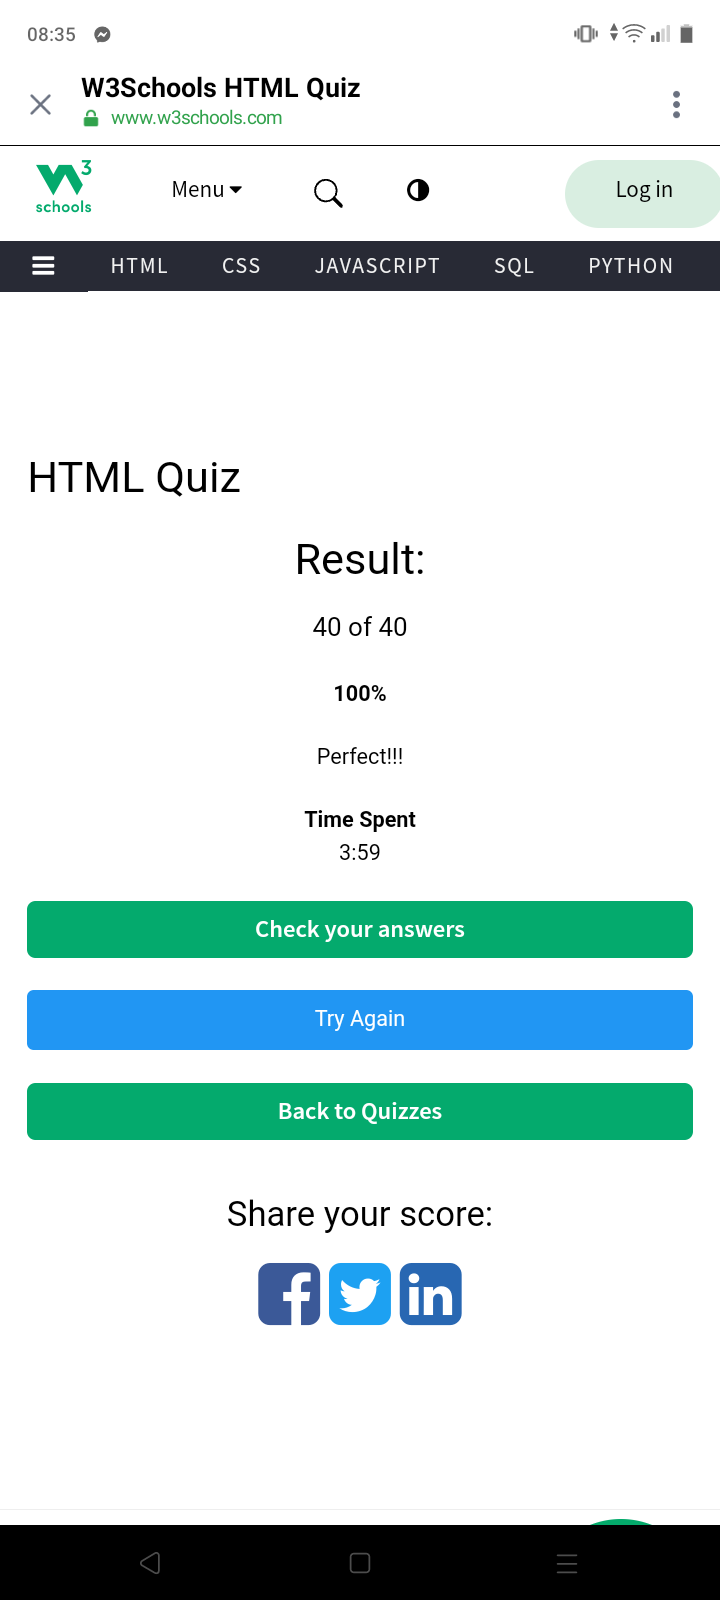 08:35
W3Schools HTML Quiz
www.w3schools.com
W3 schools
Menu
Log in
HTML CSS JAVASCRIPT SQL PYTHON
HTML Quiz
Result:
40 of 40
100%
Perfect!!!
Time Spent
3:59
Check your answers
Try Again
Back to Quizzes
Share your score:
f in